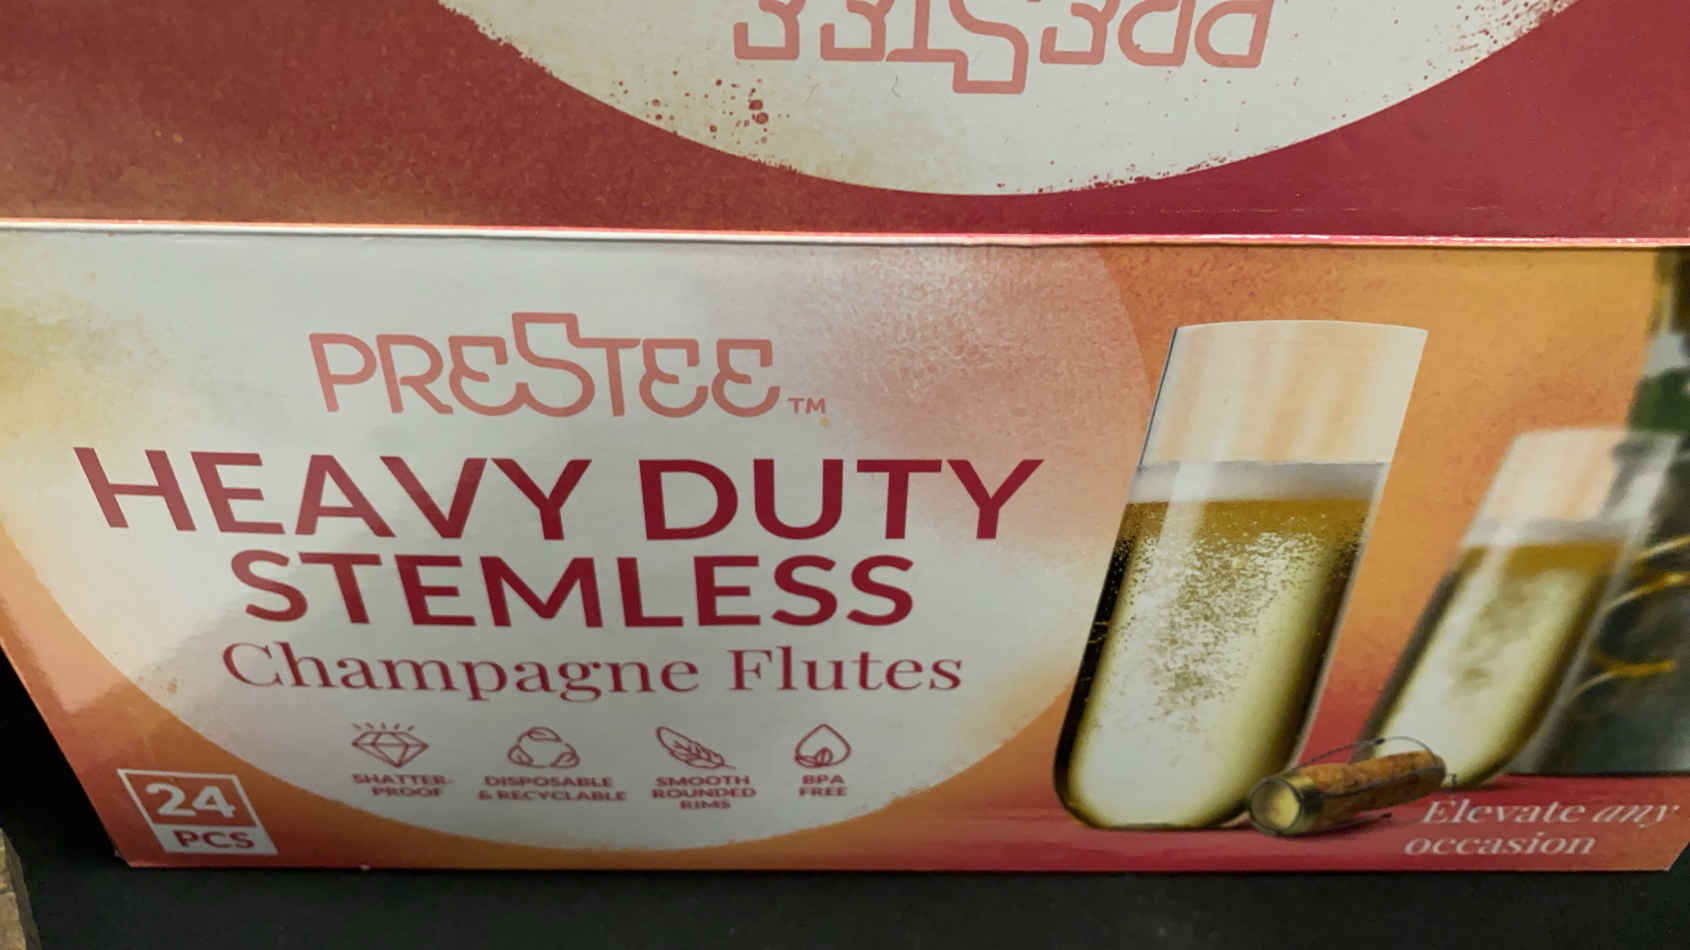 PRESTEE
PRESTEE™
HEAVY DUTY
STEMLESS
Champagne Flutes
SHATTER-
PROOF
DISPOSABLE
& RECYCLABLE
SMOOTH
ROUNDED
RIMS
BPA
FREE
24
PCS
Elevate any
occasion